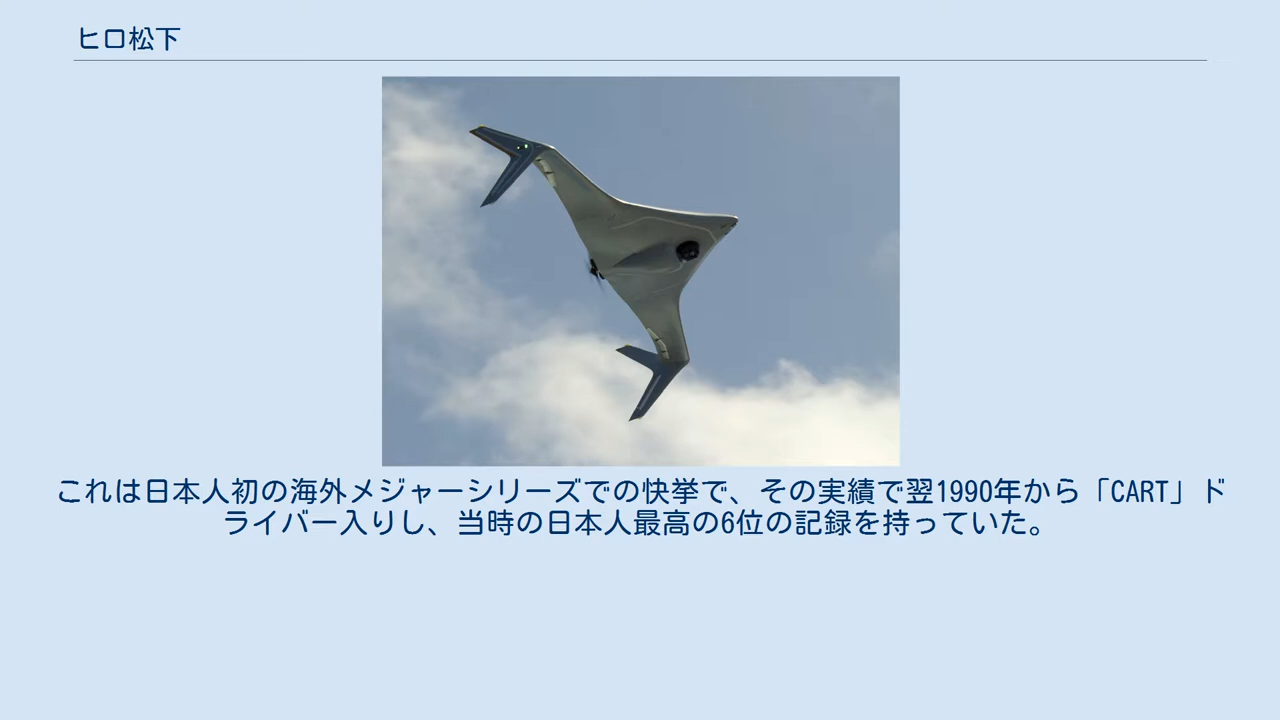 ヒロ松下
これは日本人初の海外メジャーシリーズでの快挙で、その実績で翌1990年から「CART」ド
ライバー入りし、当時の日本人最高の6位の記録を持っていた。